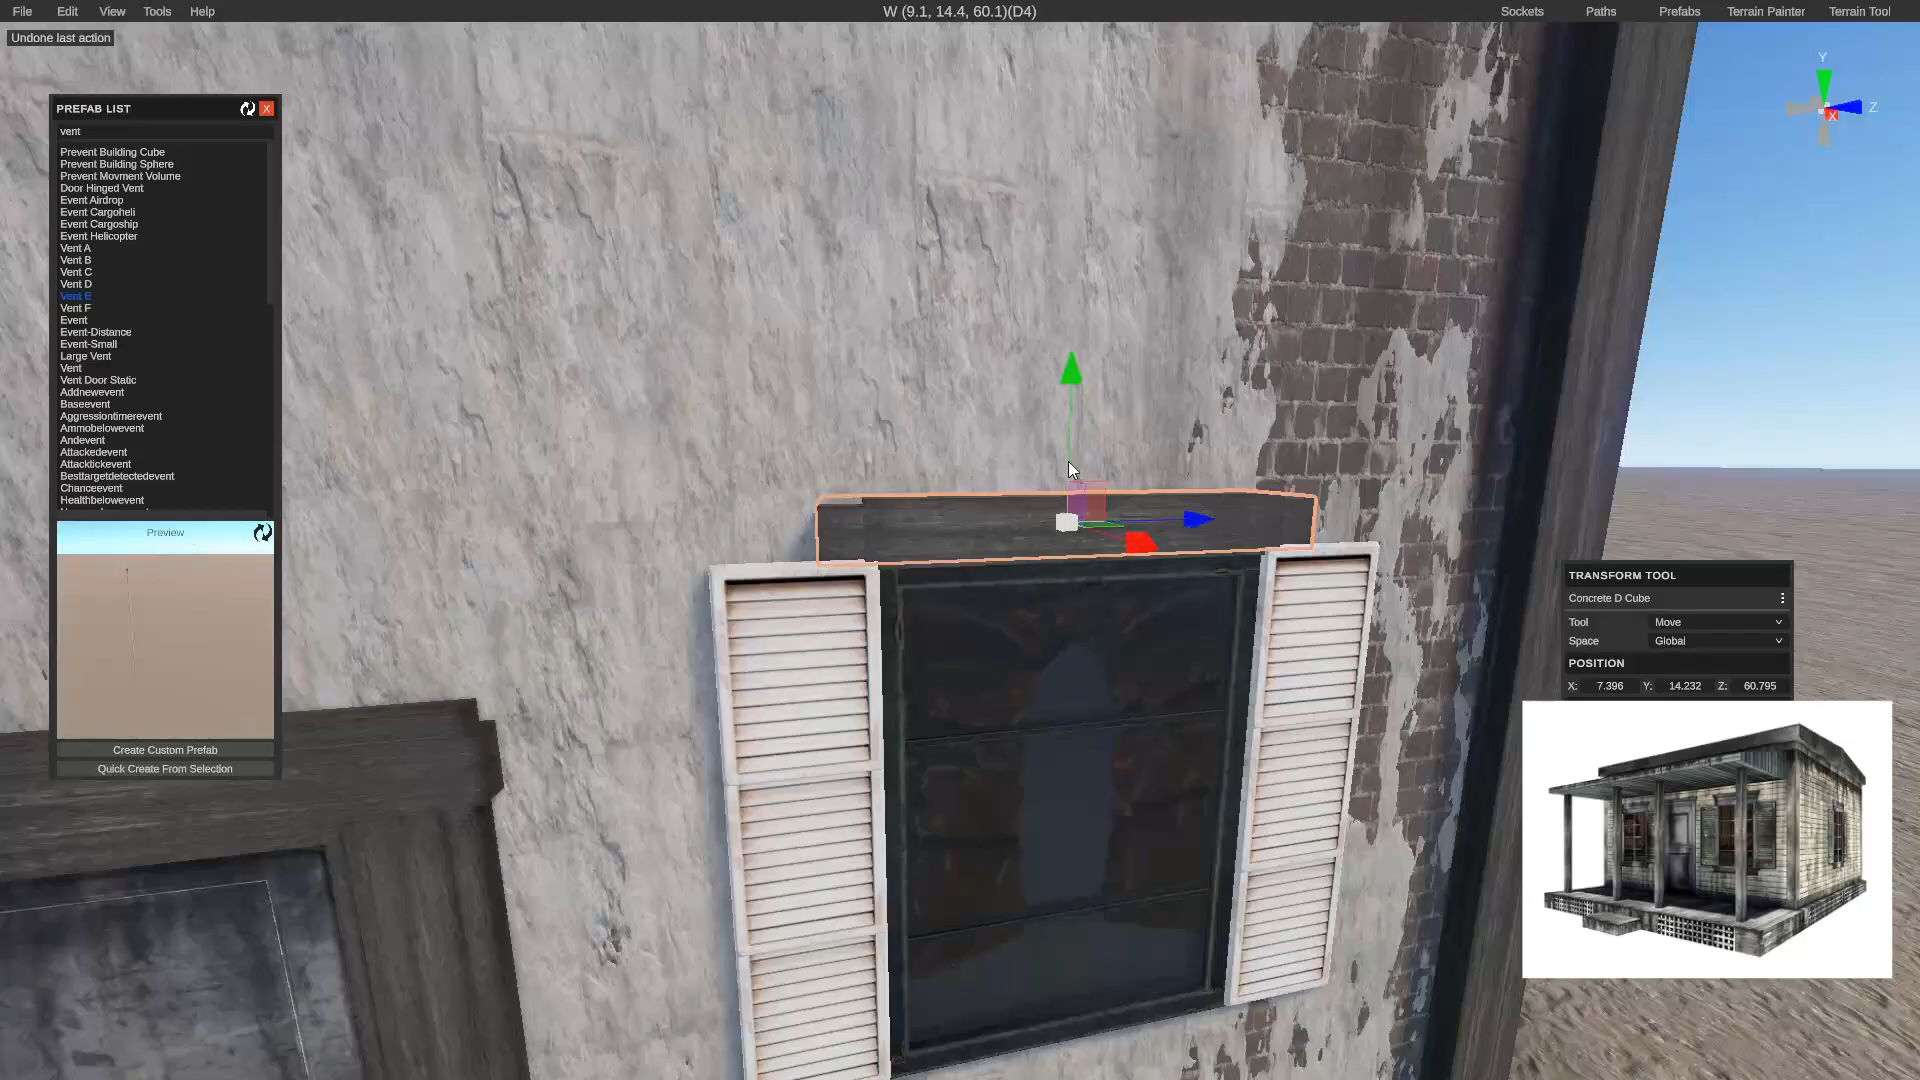 File Edit View Tools Help
W (9.1, 14.4, 60.1)(D4)
Sockets Paths Prefabs Terrain Painter Terrain Tool
Undone last action
Y
Z
X
PREFAB LIST
X
vent
Prevent Building Cube
Prevent Building Sphere
Prevent Movment Volume
Door Hinged Vent
Event Airdrop
Event Cargoheli
Event Cargoship
Event Helicopter
Vent A
Vent B
Vent C
Vent D
Vent E
Vent F
Event
Event-Distance
Event-Small
Large Vent
Vent
Vent Door Static
Addnewevent
Baseevent
Aggressiontimerevent
Ammobelowevent
Andevent
Attackedevent
Attacktickevent
Besttargetdetectedevent
Chanceevent
Healthbelowevent
Preview
Create Custom Prefab
Quick Create From Selection
TRANSFORM TOOL
Concrete D Cube
Tool Move
Space Global
POSITION
X: 7.396 Y: 14.232 Z: 60.795